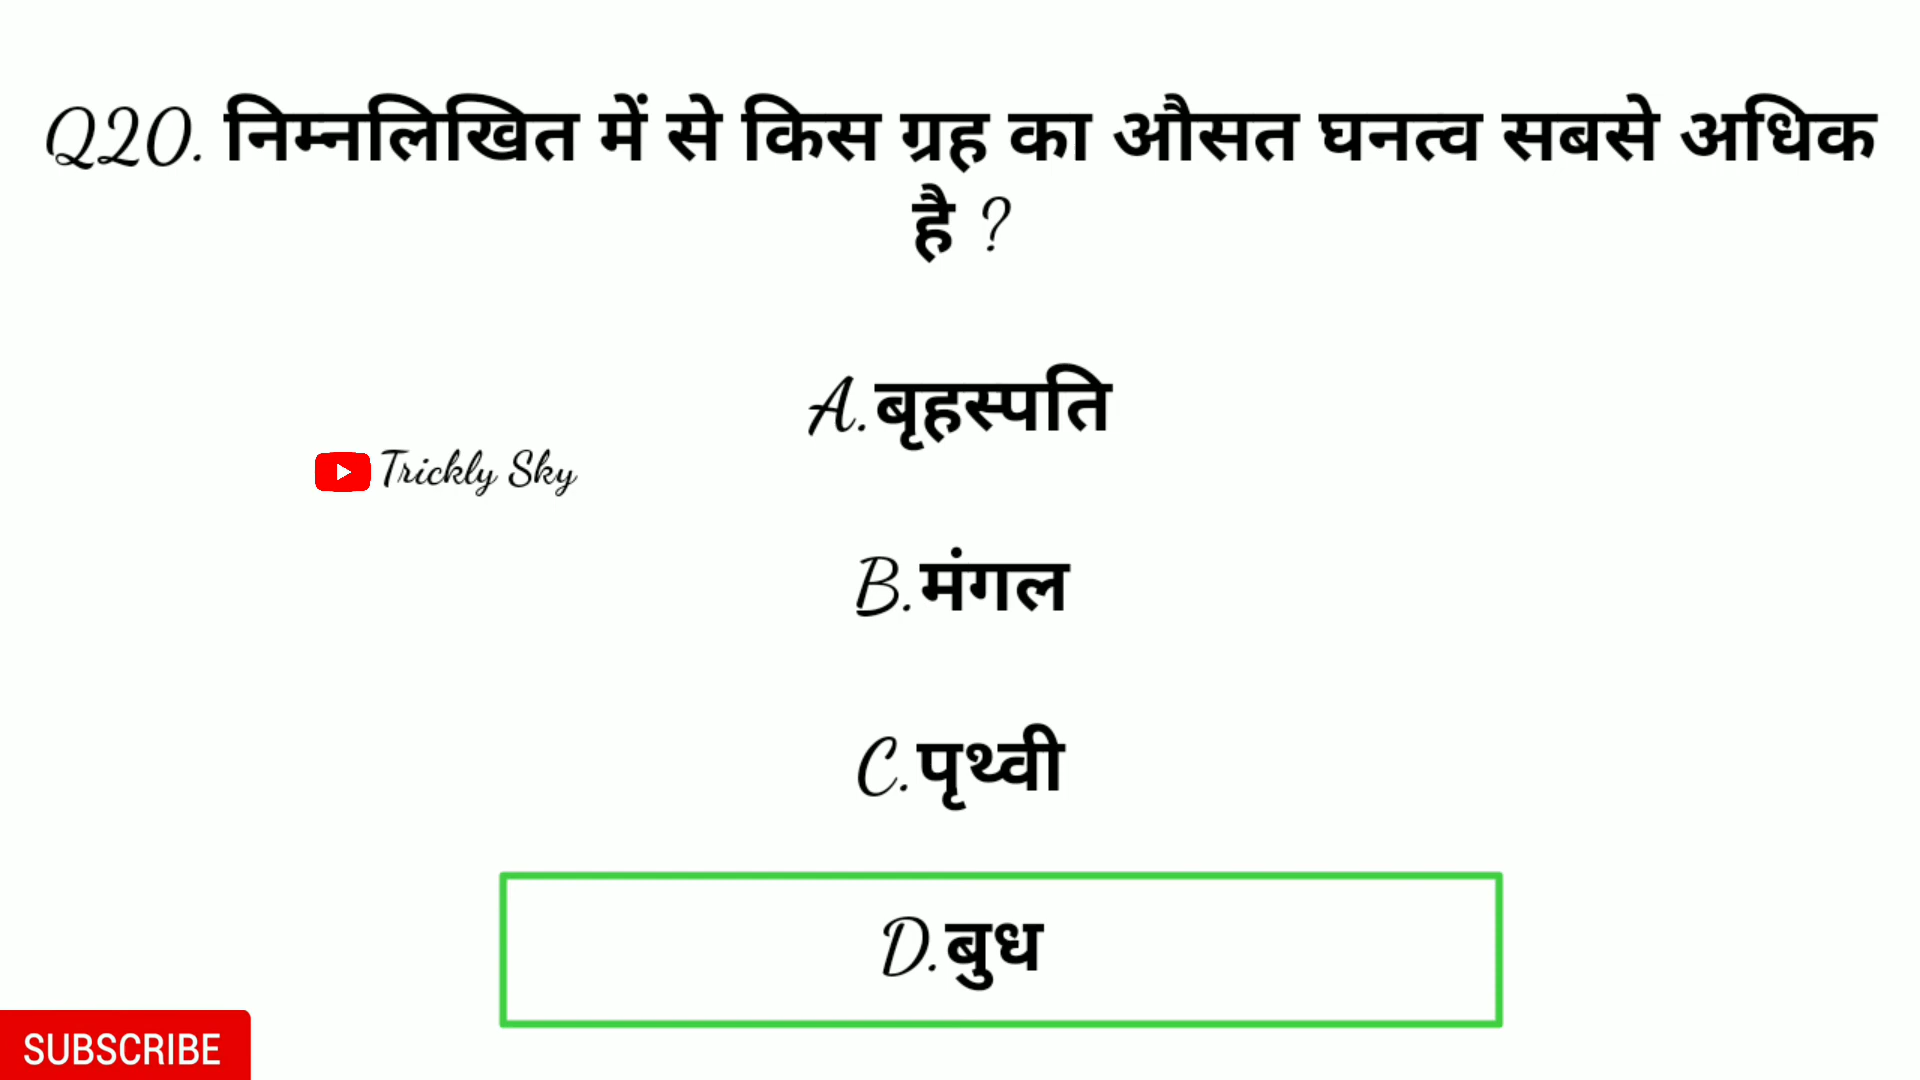 Q20. निम्नलिखित में से किस ग्रह का औसत घनत्व सबसे अधिक
है ?
A.बृहस्पति
Trickly Sky
B.मंगल
C.पृथ्वी
D.बुध
SUBSCRIBE